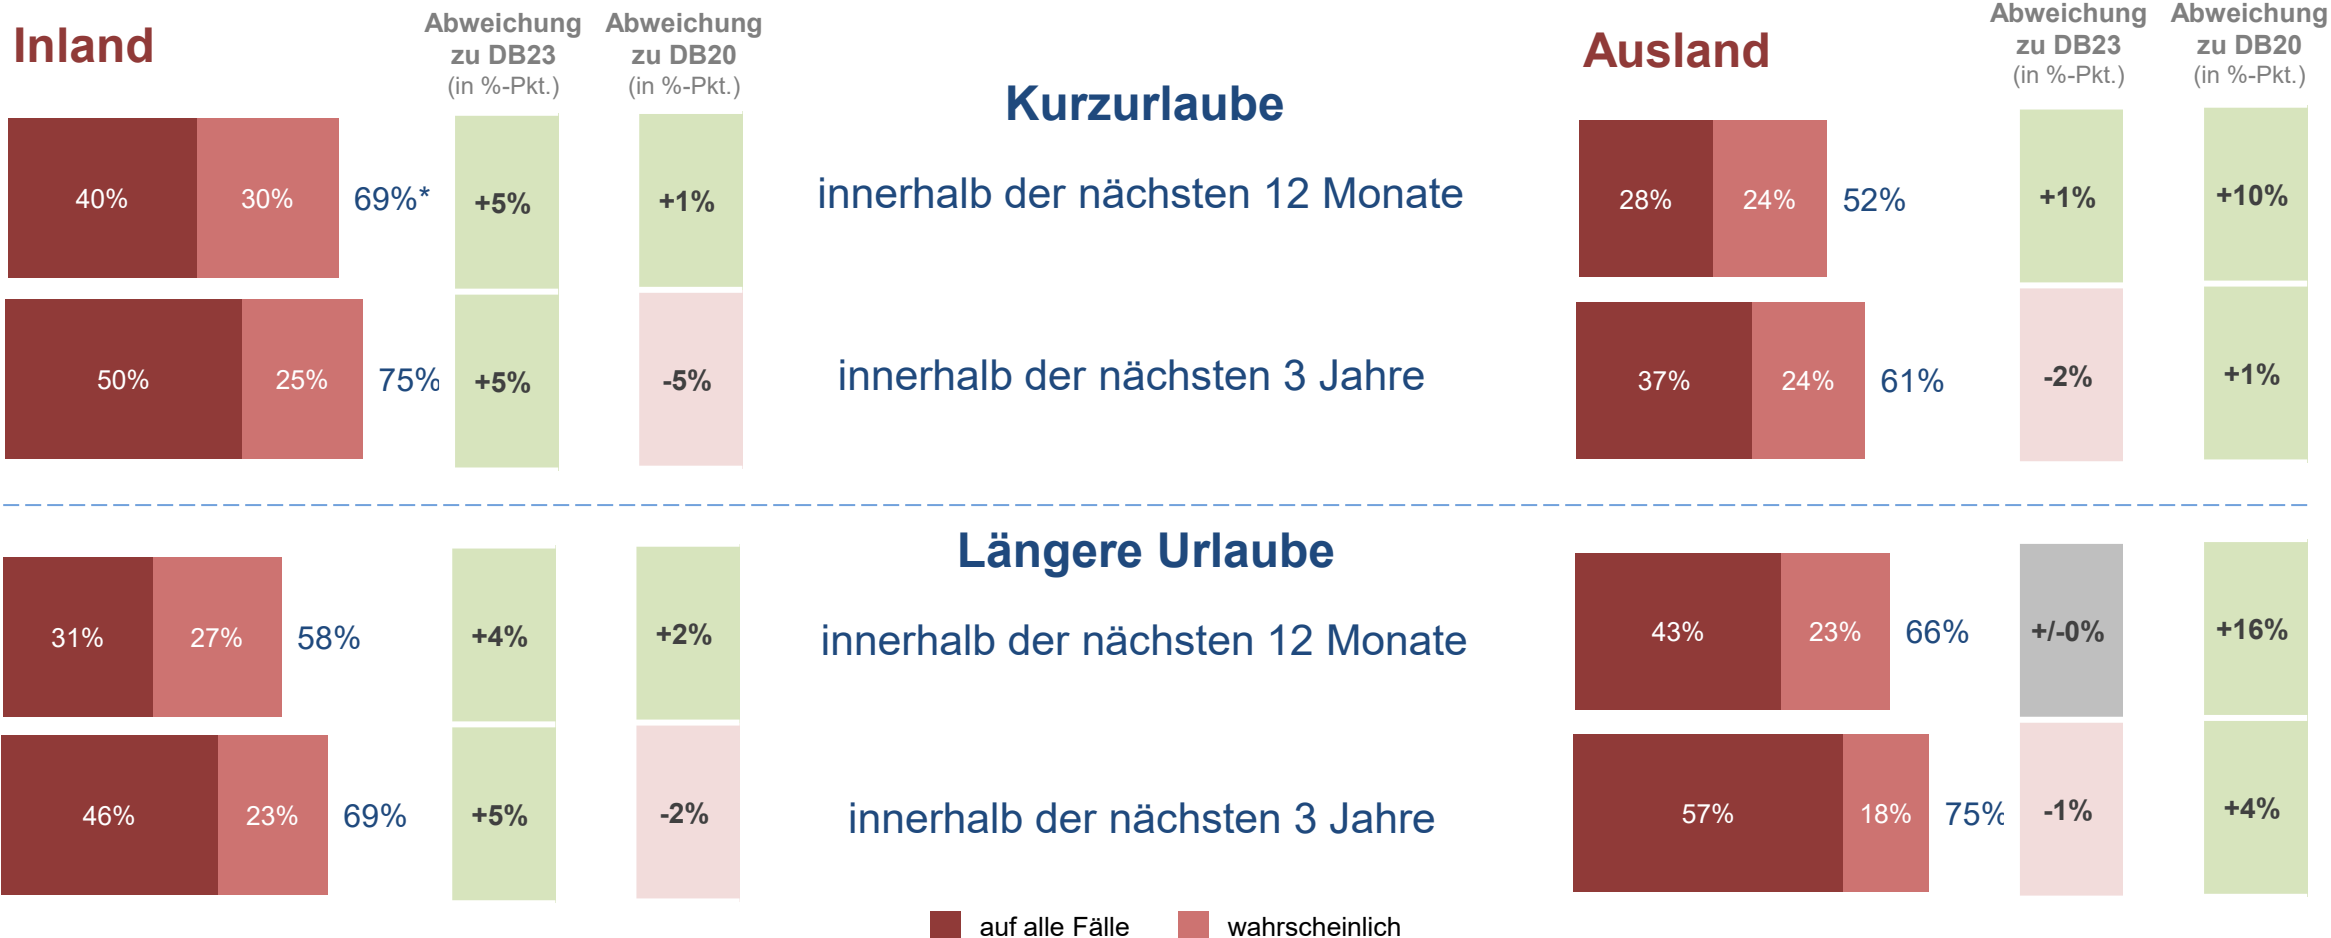 Inland
Abweichung
zu DB23
(in %-Pkt.)
Abweichung
zu DB20
(in %-Pkt.)
Ausland
Abweichung
zu DB23
(in %-Pkt.)
Abweichung
zu DB20
(in %-Pkt.)
Kurzurlaube
40% 30% 69%* +5% +1% innerhalb der nächsten 12 Monate 28% 24% 52% +1% +10%
50% 25% 75% +5% -5% innerhalb der nächsten 3 Jahre 37% 24% 61% -2% +1%
Längere Urlaube
31% 27% 58% +4% +2% innerhalb der nächsten 12 Monate 43% 23% 66% +/-0% +16%
46% 23% 69% +5% -2% innerhalb der nächsten 3 Jahre 57% 18% 75% -1% +4%
auf alle Fälle wahrscheinlich